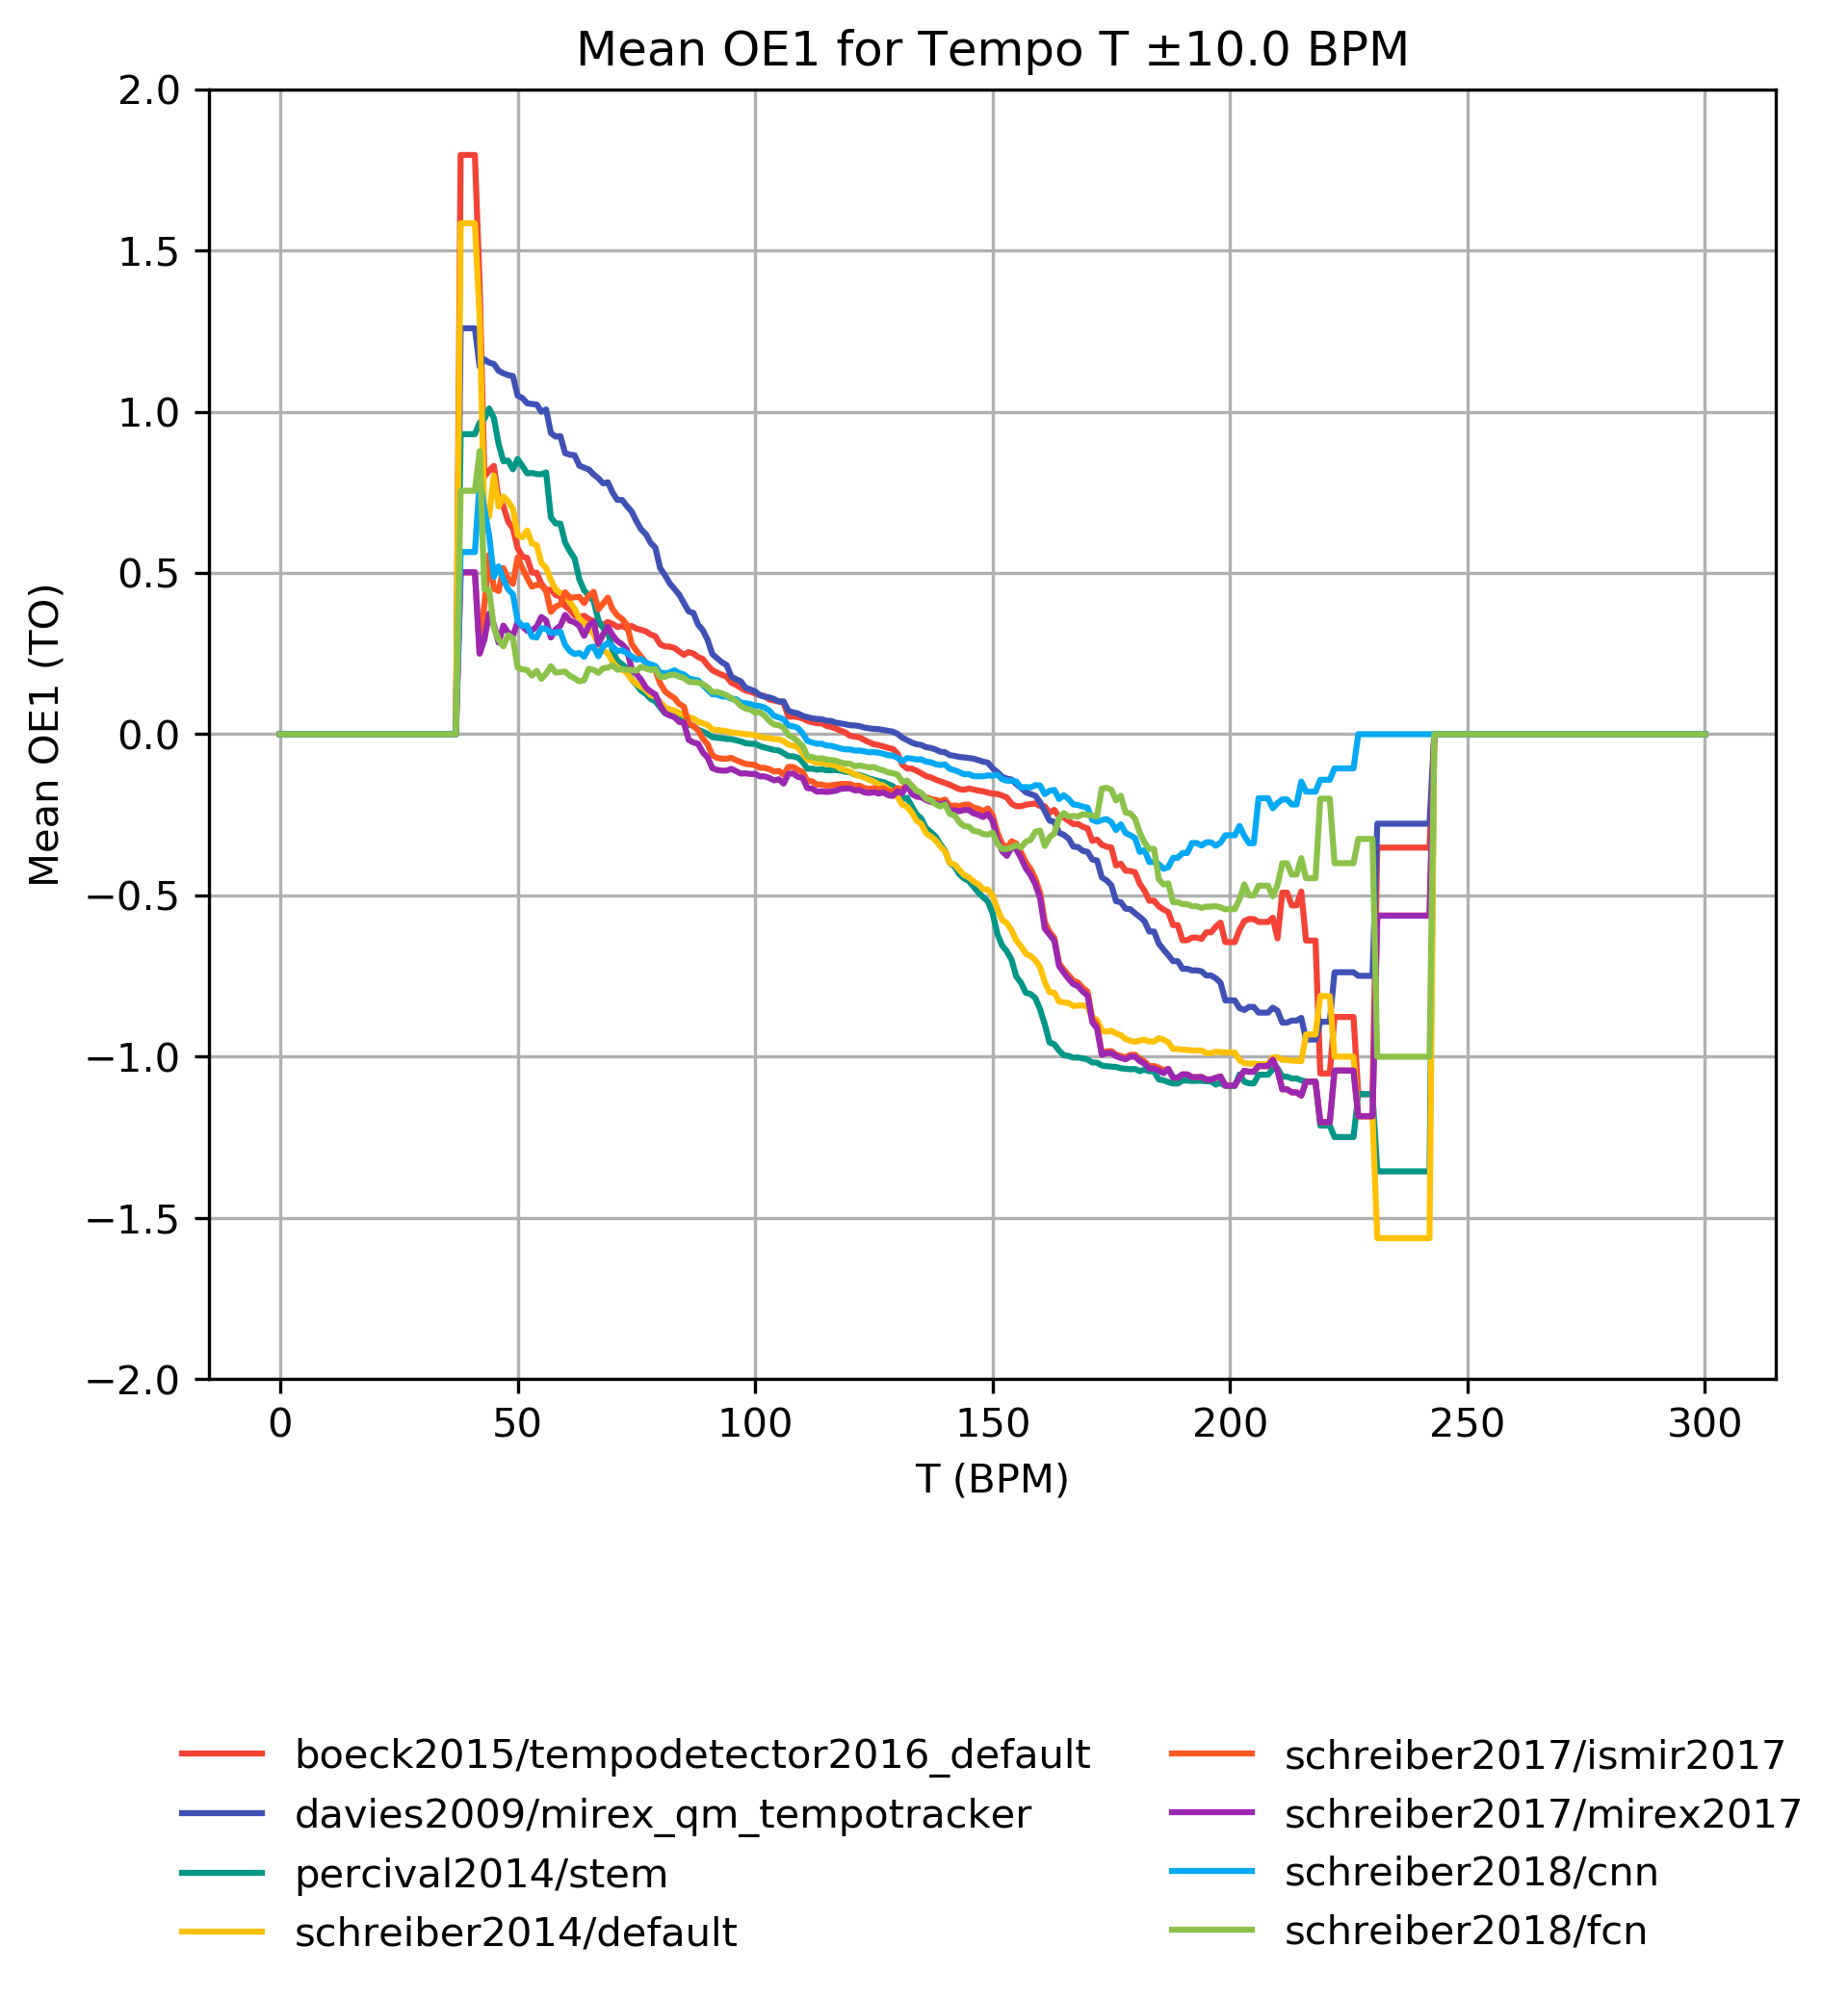 Mean OE1 for Tempo T ±10.0 BPM
2.0
1.5
1.0
0.5
0.0
−0.5
−1.0
−1.5
−2.0
Mean OE1 (TO)
0 50 100 150 200 250 300
T (BPM)
boeck2015/tempodetector2016_default
davies2009/mirex_qm_tempotracker
percival2014/stem
schreiber2014/default
schreiber2017/ismir2017
schreiber2017/mirex2017
schreiber2018/cnn
schreiber2018/fcn